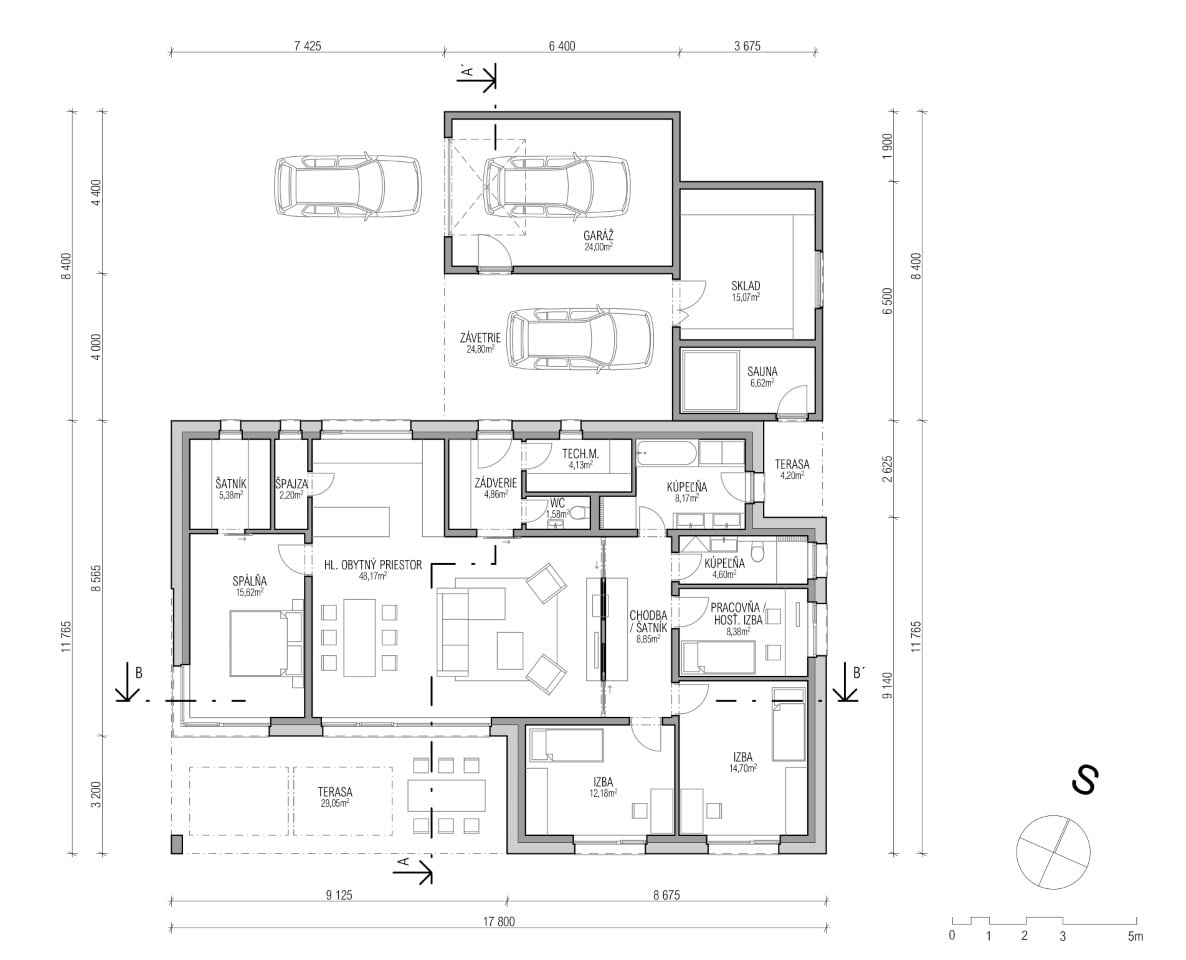 7 425
6 400
3 675
A´
1 900
4 400
8 400
GARÁŽ
24,00m²
8 400
SKLAD
15,07m²
6 500
ZÁVETRIE
24,80m²
4 000
SAUNA
6,62m²
ŠATNÍK
5,38m²
ŠPAJZA
2,20m²
ZÁDVERIE
4,86m²
TECH.M.
4,13m²
WC
1,58m²
KÚPEĽŇA
8,17m²
TERASA
4,20m²
2 625
SPÁLŇA
15,62m²
HL. OBYTNÝ PRIESTOR
48,17m²
KÚPEĽŇA
4,60m²
8 565
11 765
CHODBA
/ ŠATNÍK
8,85m²
PRACOVŇA /
HOSŤ. IZBA
8,38m²
11 765
9 140
B
B´
IZBA
14,70m²
IZBA
12,18m²
TERASA
29,05m²
3 200
S
A
9 125
8 675
17 800
0 1 2 3 5m